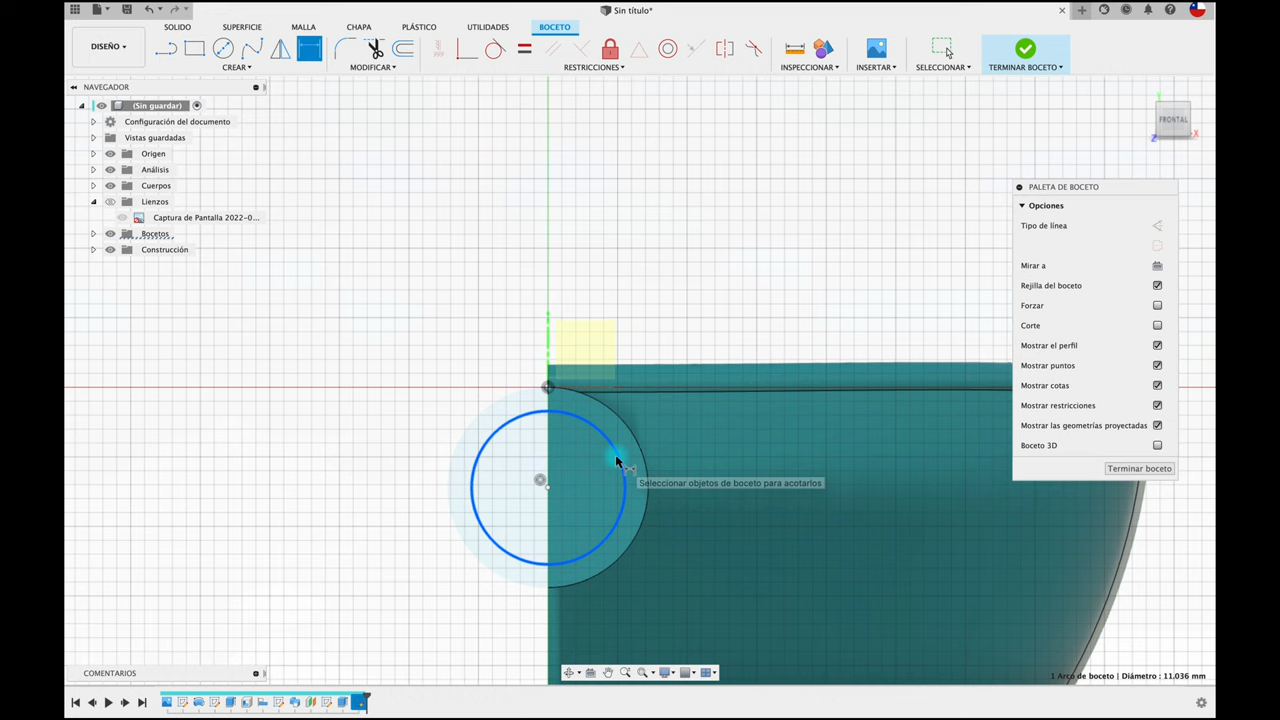 Sin título*
SÓLIDO SUPERFICIE MALLA CHAPA PLÁSTICO UTILIDADES BOCETO
DISEÑO
CREAR MODIFICAR RESTRICCIONES INSPECCIONAR INSERTAR SELECCIONAR TERMINAR BOCETO
NAVEGADOR
(Sin guardar)
Configuración del documento
Vistas guardadas
Origen
Análisis
Cuerpos
Lienzos
Captura de Pantalla 2022-0...
Bocetos
Construcción
Y
FRONTAL
X
Z
PALETA DE BOCETO
Opciones
Tipo de línea
Mirar a
Rejilla del boceto
Forzar
Corte
Mostrar el perfil
Mostrar puntos
Mostrar cotas
Mostrar restricciones
Mostrar las geometrías proyectadas
Boceto 3D
Terminar boceto
Seleccionar objetos de boceto para acotarlos
COMENTARIOS
1 Arco de boceto | Diámetro : 11.036 mm